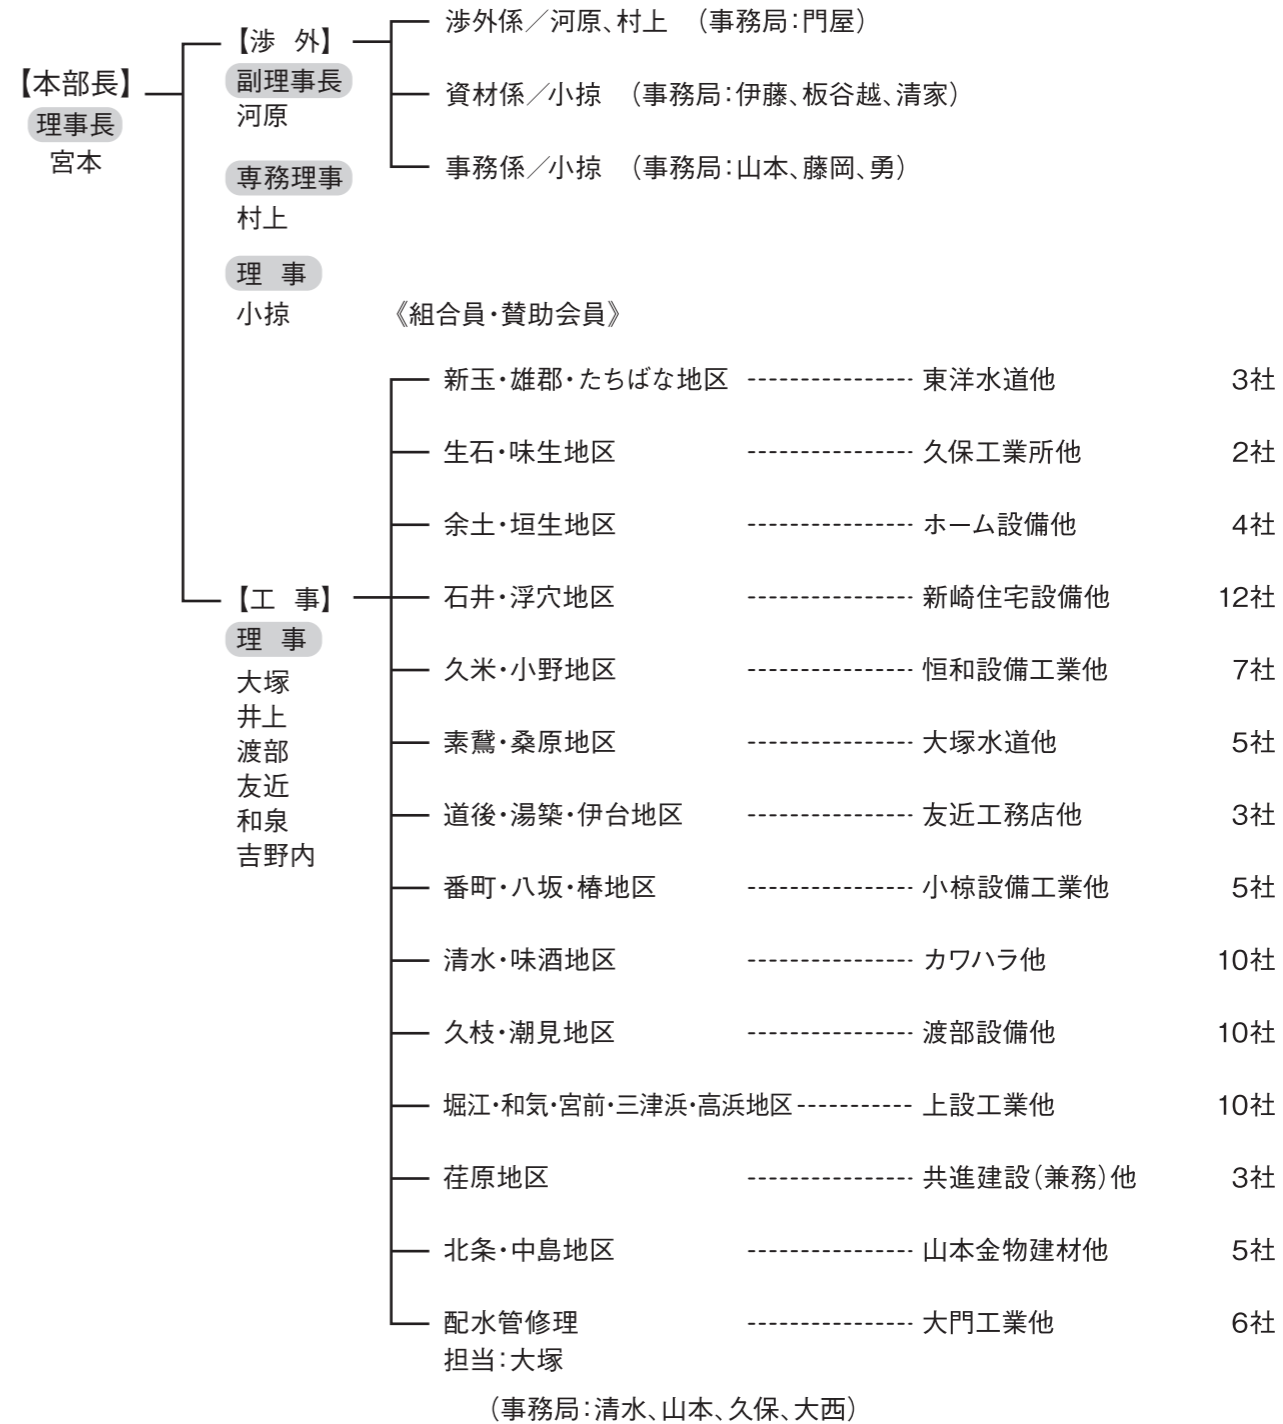 【本部長】
理事長
宮本
【渉 外】
副理事長
河原
専務理事
村上
理 事
小掠
渉外係／河原、村上 （事務局：門屋）
資材係／小掠 （事務局：伊藤、板谷越、清家）
事務係／小掠 （事務局：山本、藤岡、勇）
【工 事】
理 事
大塚
井上
渡部
友近
和泉
吉野内
《組合員・賛助会員》
新玉・雄郡・たちばな地区 ---------------- 東洋水道他 3社
生石・味生地区 ---------------- 久保工業所他 2社
余土・垣生地区 ---------------- ホーム設備他 4社
石井・浮穴地区 ---------------- 新崎住宅設備他 12社
久米・小野地区 ---------------- 恒和設備工業他 7社
素鵞・桑原地区 ---------------- 大塚水道他 5社
道後・湯築・伊台地区 ---------------- 友近工務店他 3社
番町・八坂・椿地区 ---------------- 小椋設備工業他 5社
清水・味酒地区 ---------------- カワハラ他 10社
久枝・潮見地区 ---------------- 渡部設備他 10社
堀江・和気・宮前・三津浜・高浜地区 ----------- 上設工業他 10社
荏原地区 ---------------- 共進建設（兼務）他 3社
北条・中島地区 ---------------- 山本金物建材他 5社
配水管修理 ---------------- 大門工業他 6社
担当：大塚
（事務局：清水、山本、久保、大西）